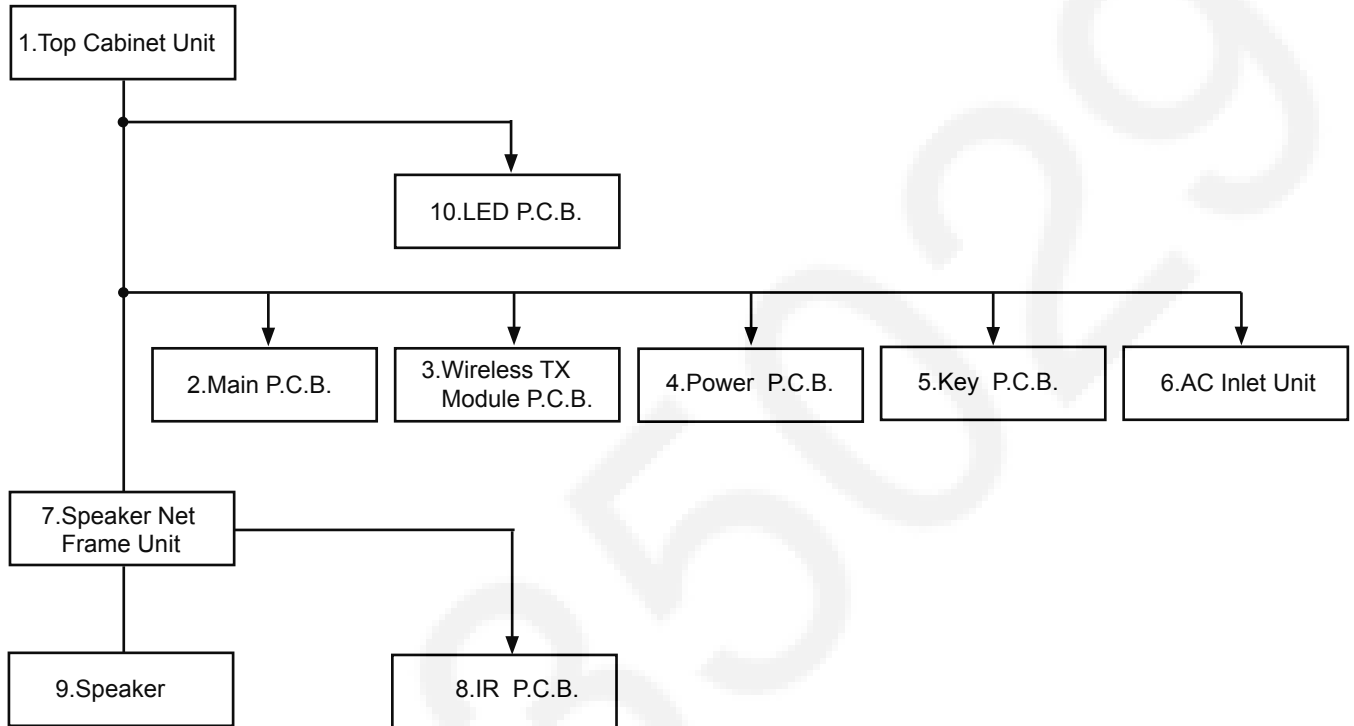 1.Top Cabinet Unit
10.LED P.C.B.
2.Main P.C.B.
3.Wireless TX
Module P.C.B.
4.Power P.C.B.
5.Key P.C.B.
6.AC Inlet Unit
7.Speaker Net
Frame Unit
9.Speaker
8.IR P.C.B.
35029